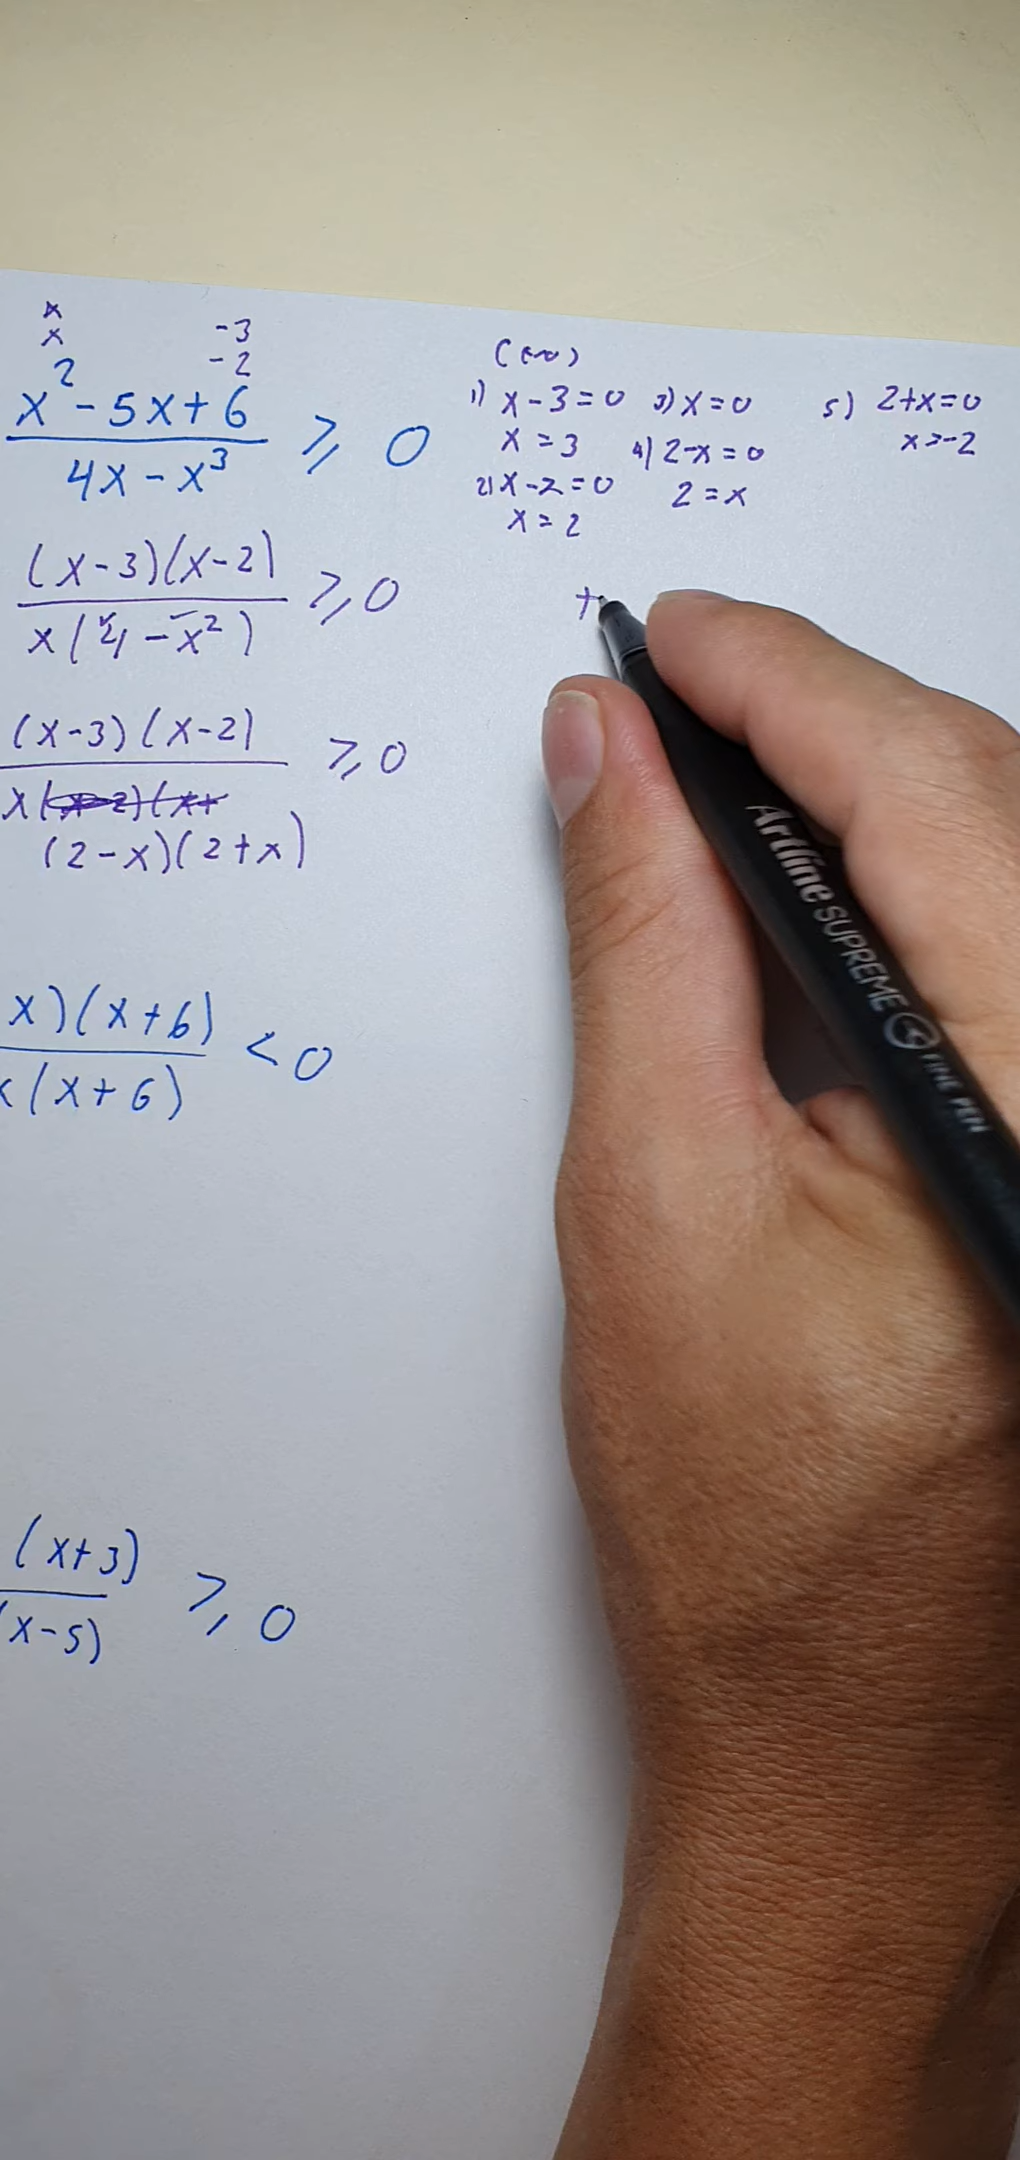 x
x -3
-2
x² - 5x + 6
4x - x³
≥ 0
(x-3)(x-2)
x(4 - x²)
≥ 0
(x-3)(x-2)
x
(2-x)(2+x)
≥ 0
x)(x+6)
(x+6)
< 0
(x+3)
(x-5)
≥ 0
1) x-3=0
x=3
2) x-2=0
x=2
3) x=0
4) 2-x=0
2=x
5) 2+x=0
x=-2
+
Artline SUPREME FINE PEN